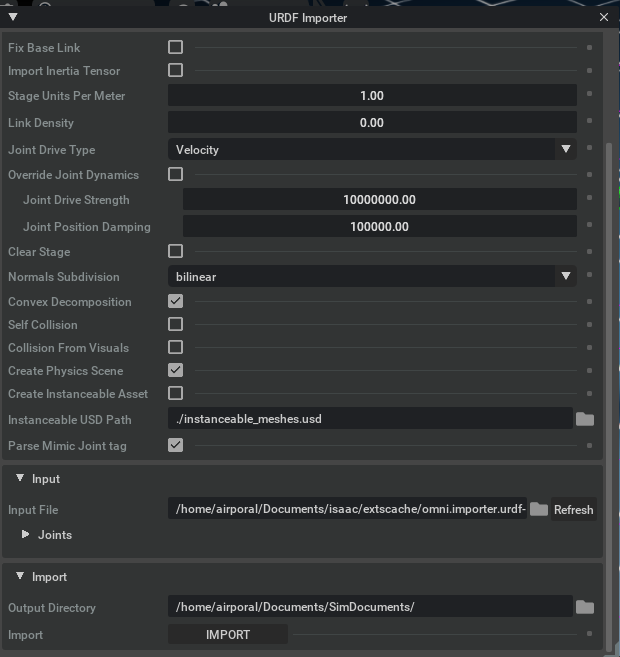 URDF Importer
Fix Base Link
Import Inertia Tensor
Stage Units Per Meter 1.00
Link Density 0.00
Joint Drive Type Velocity
Override Joint Dynamics
Joint Drive Strength 10000000.00
Joint Position Damping 100000.00
Clear Stage
Normals Subdivision bilinear
Convex Decomposition
Self Collision
Collision From Visuals
Create Physics Scene
Create Instanceable Asset
Instanceable USD Path ./instanceable_meshes.usd
Parse Mimic Joint tag
Input
Input File /home/airporal/Documents/isaac/extscache/omni.importer.urdf- Refresh
Joints
Import
Output Directory /home/airporal/Documents/SimDocuments/
Import IMPORT